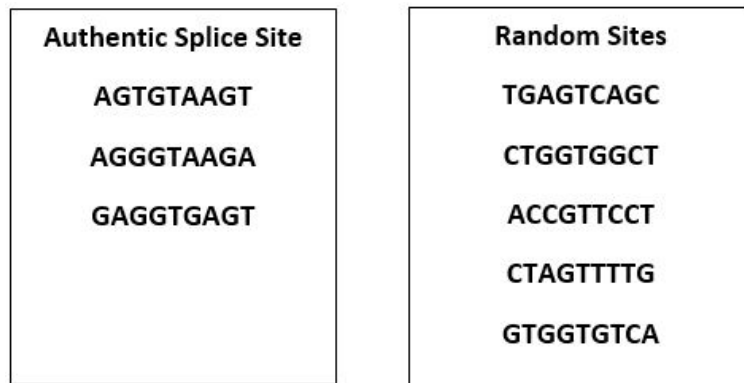 Authentic Splice Site
AGTGTAAGT
AGGGTAAGA
GAGGTGAGT
Random Sites
TGAGTCAGC
CTGGTGGCT
ACCGTTCCT
CTAGTTTTG
GTGGTGTCA